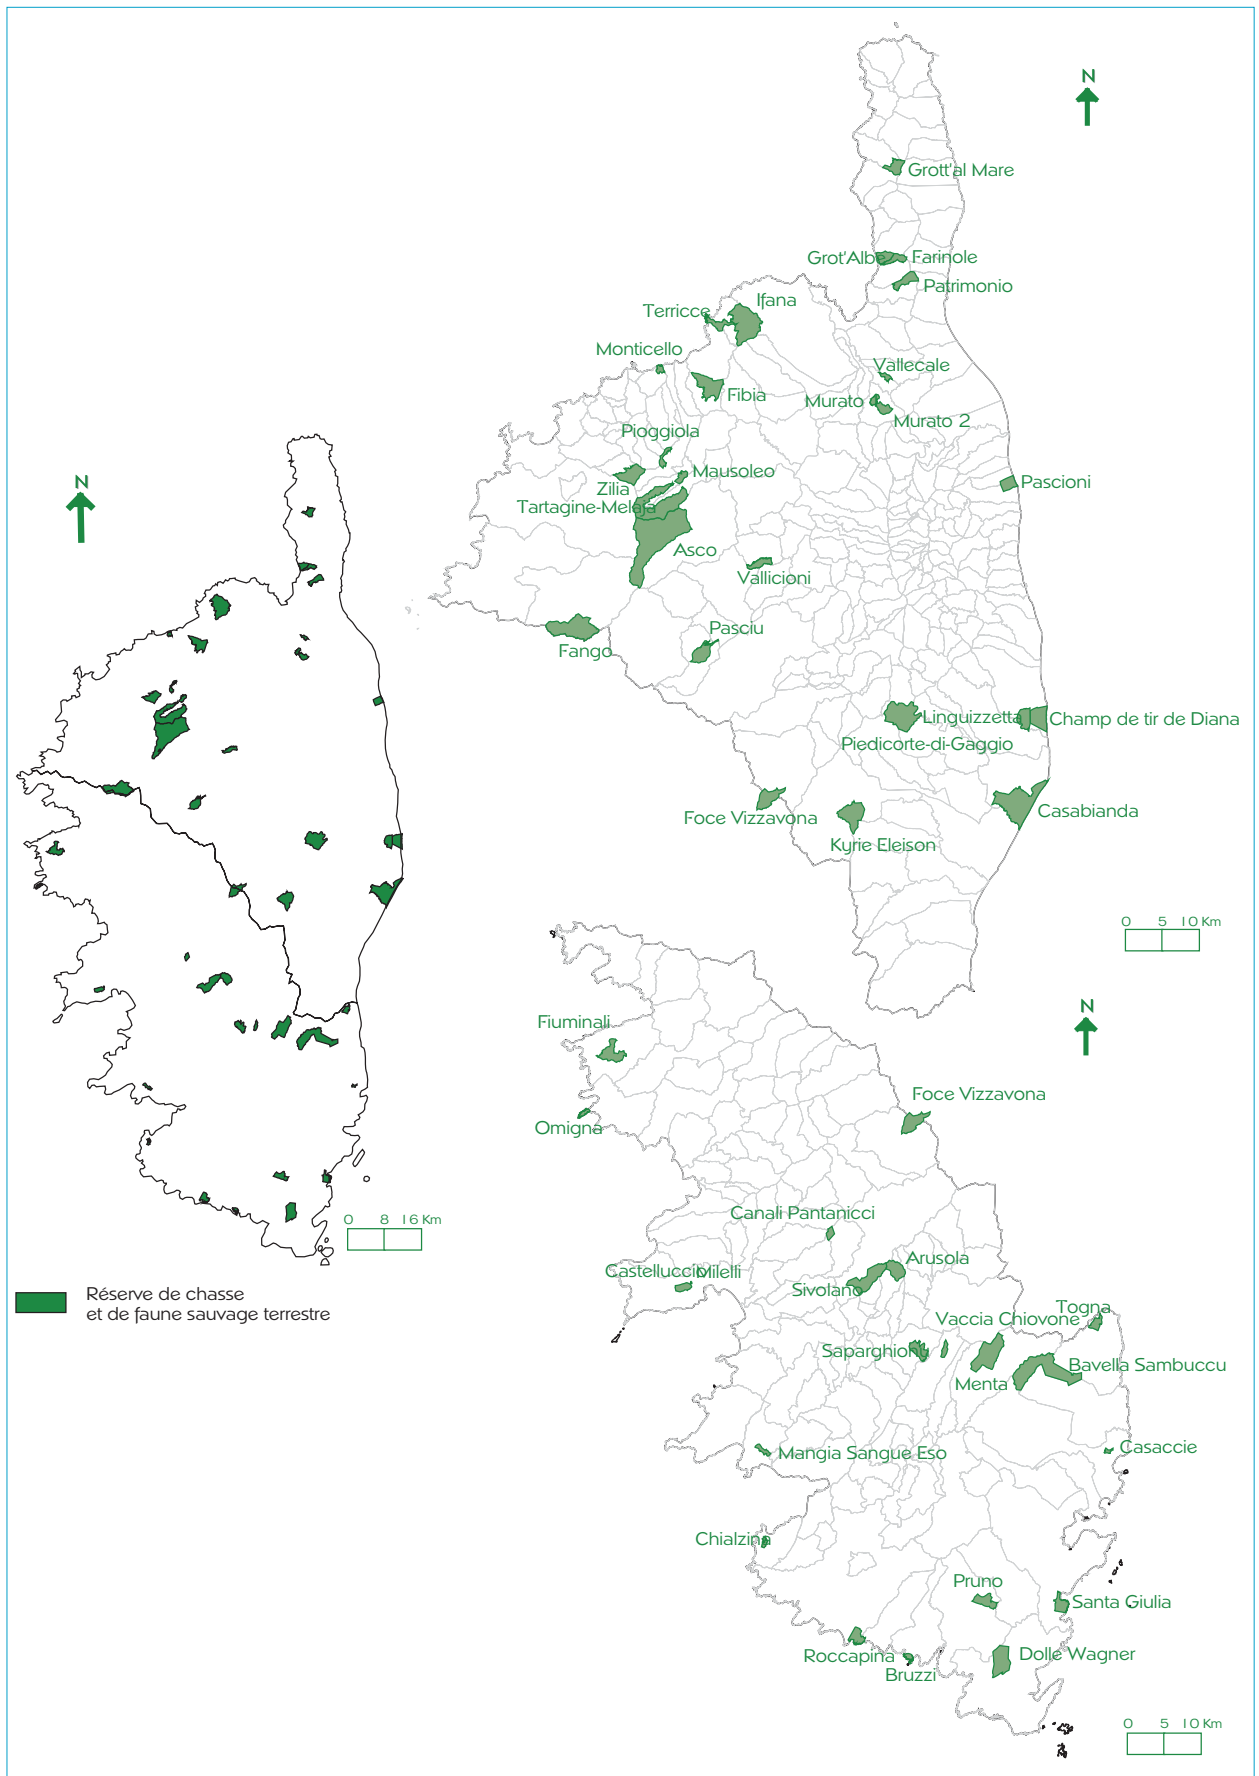 N
Grott'al Mare
Grot'Albe
Farinole
Patrimonio
Ifana
Terricce
Monticello
Fibia
Vallecale
Murato
Murato 2
Pioggiola
Mausoleo
Zilia
Tartagine-Melaja
Pascioni
Asco
Vallicioni
Fango
Pasciu
Linguizzetta
Champ de tir de Diana
Piedicorte-di-Gaggio
Foce Vizzavona
Casabianda
Kyrie Eleison
0 5 10 Km
N
0 8 16 Km
Réserve de chasse
et de faune sauvage terrestre
N
Fiuminali
Omigna
Foce Vizzavona
Canali Pantanicci
Castelluccio
Milelli
Arusola
Sivolano
Togna
Vaccia Chiovone
Saparghione
Bavella Sambuccu
Menta
Mangia Sangue Eso
Casaccie
Chialzina
Pruno
Santa Giulia
Roccapina
Dolle Wagner
Bruzzi
0 5 10 Km